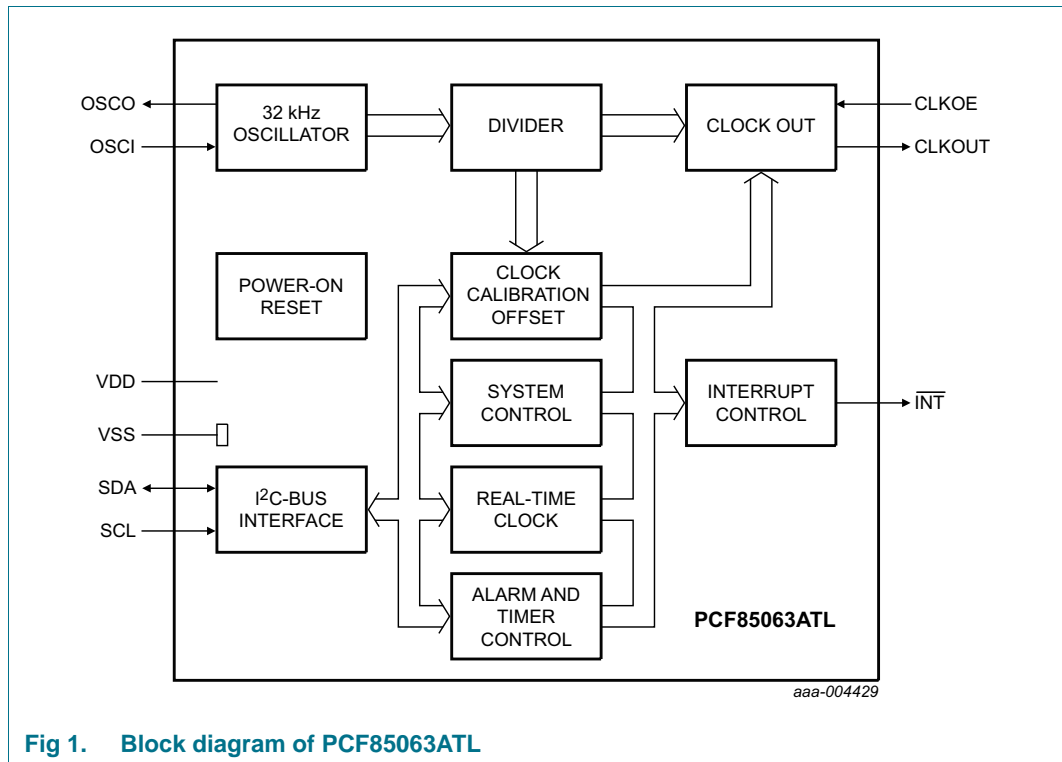 OSCO
OSCI
32 kHz
OSCILLATOR
DIVIDER
CLOCK OUT
CLKOE
CLKOUT
POWER-ON
RESET
CLOCK
CALIBRATION
OFFSET
VDD
VSS
SYSTEM
CONTROL
INTERRUPT
CONTROL
INT
SDA
SCL
I²C-BUS
INTERFACE
REAL-TIME
CLOCK
ALARM AND
TIMER
CONTROL
PCF85063ATL
aaa-004429
Fig 1. Block diagram of PCF85063ATL